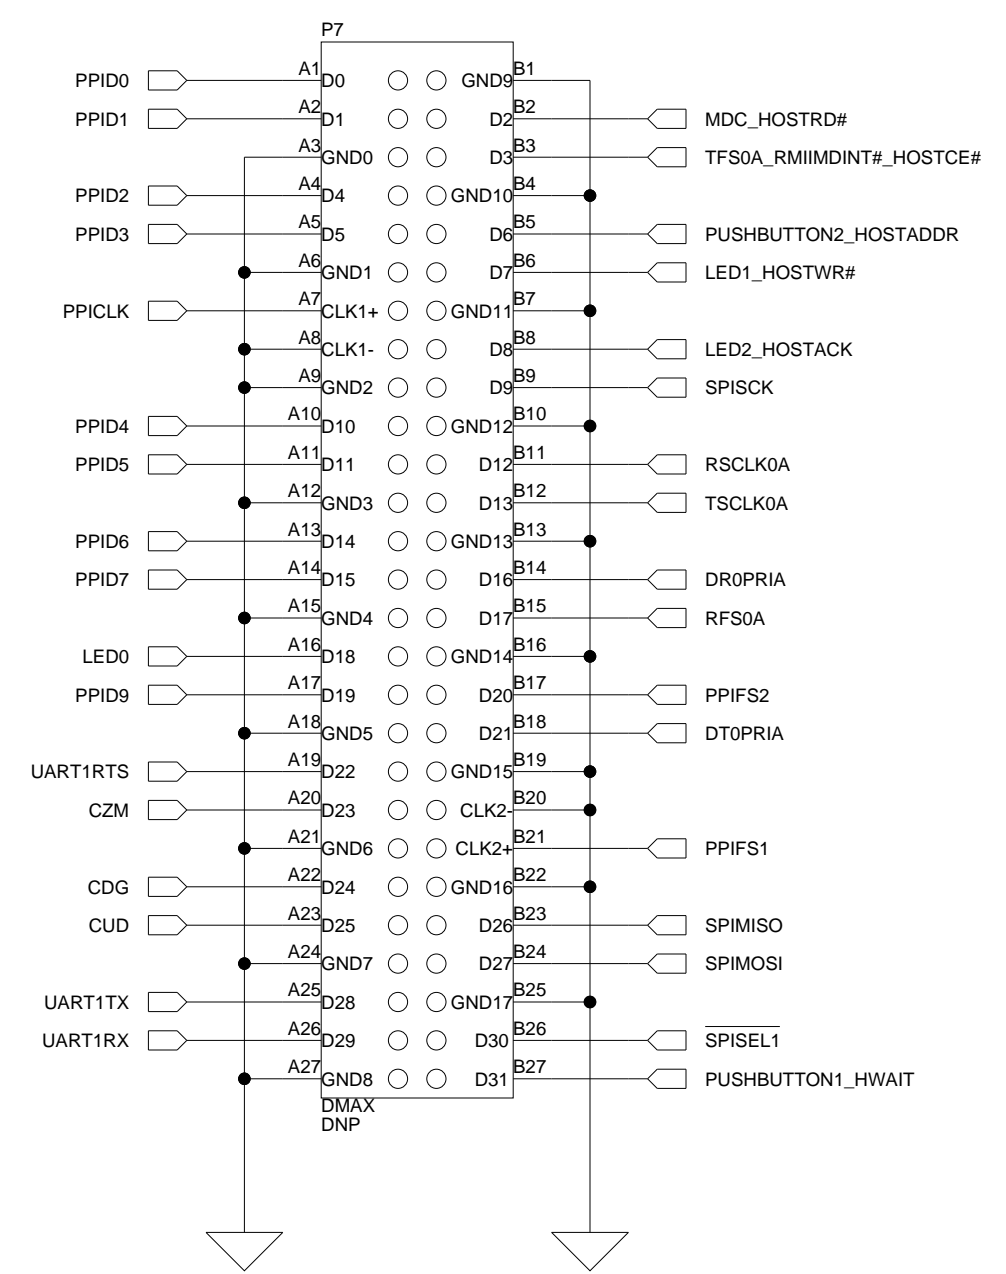 P7
PPID0 A1 D0 GND9 B1
PPID1 A2 D1 D2 B2 MDC_HOSTRD#
A3 GND0 D3 B3 TFS0A_RMIIMDINT#_HOSTCE#
PPID2 A4 D4 GND10 B4
PPID3 A5 D5 D6 B5 PUSHBUTTON2_HOSTADDR
A6 GND1 D7 B6 LED1_HOSTWR#
PPICLK A7 CLK1+ GND11 B7
A8 CLK1- D8 B8 LED2_HOSTACK
A9 GND2 D9 B9 SPISCK
PPID4 A10 D10 GND12 B10
PPID5 A11 D11 D12 B11 RSCLK0A
A12 GND3 D13 B12 TSCLK0A
PPID6 A13 D14 GND13 B13
PPID7 A14 D15 D16 B14 DR0PRIA
A15 GND4 D17 B15 RFS0A
LED0 A16 D18 GND14 B16
PPID9 A17 D19 D20 B17 PPIFS2
A18 GND5 D21 B18 DT0PRIA
UART1RTS A19 D22 GND15 B19
CZM A20 D23 CLK2- B20
A21 GND6 CLK2+ B21 PPIFS1
CDG A22 D24 GND16 B22
CUD A23 D25 D26 B23 SPIMISO
A24 GND7 D27 B24 SPIMOSI
UART1TX A25 D28 GND17 B25
UART1RX A26 D29 D30 B26 SPISEL1
A27 GND8 D31 B27 PUSHBUTTON1_HWAIT
DMAX
DNP